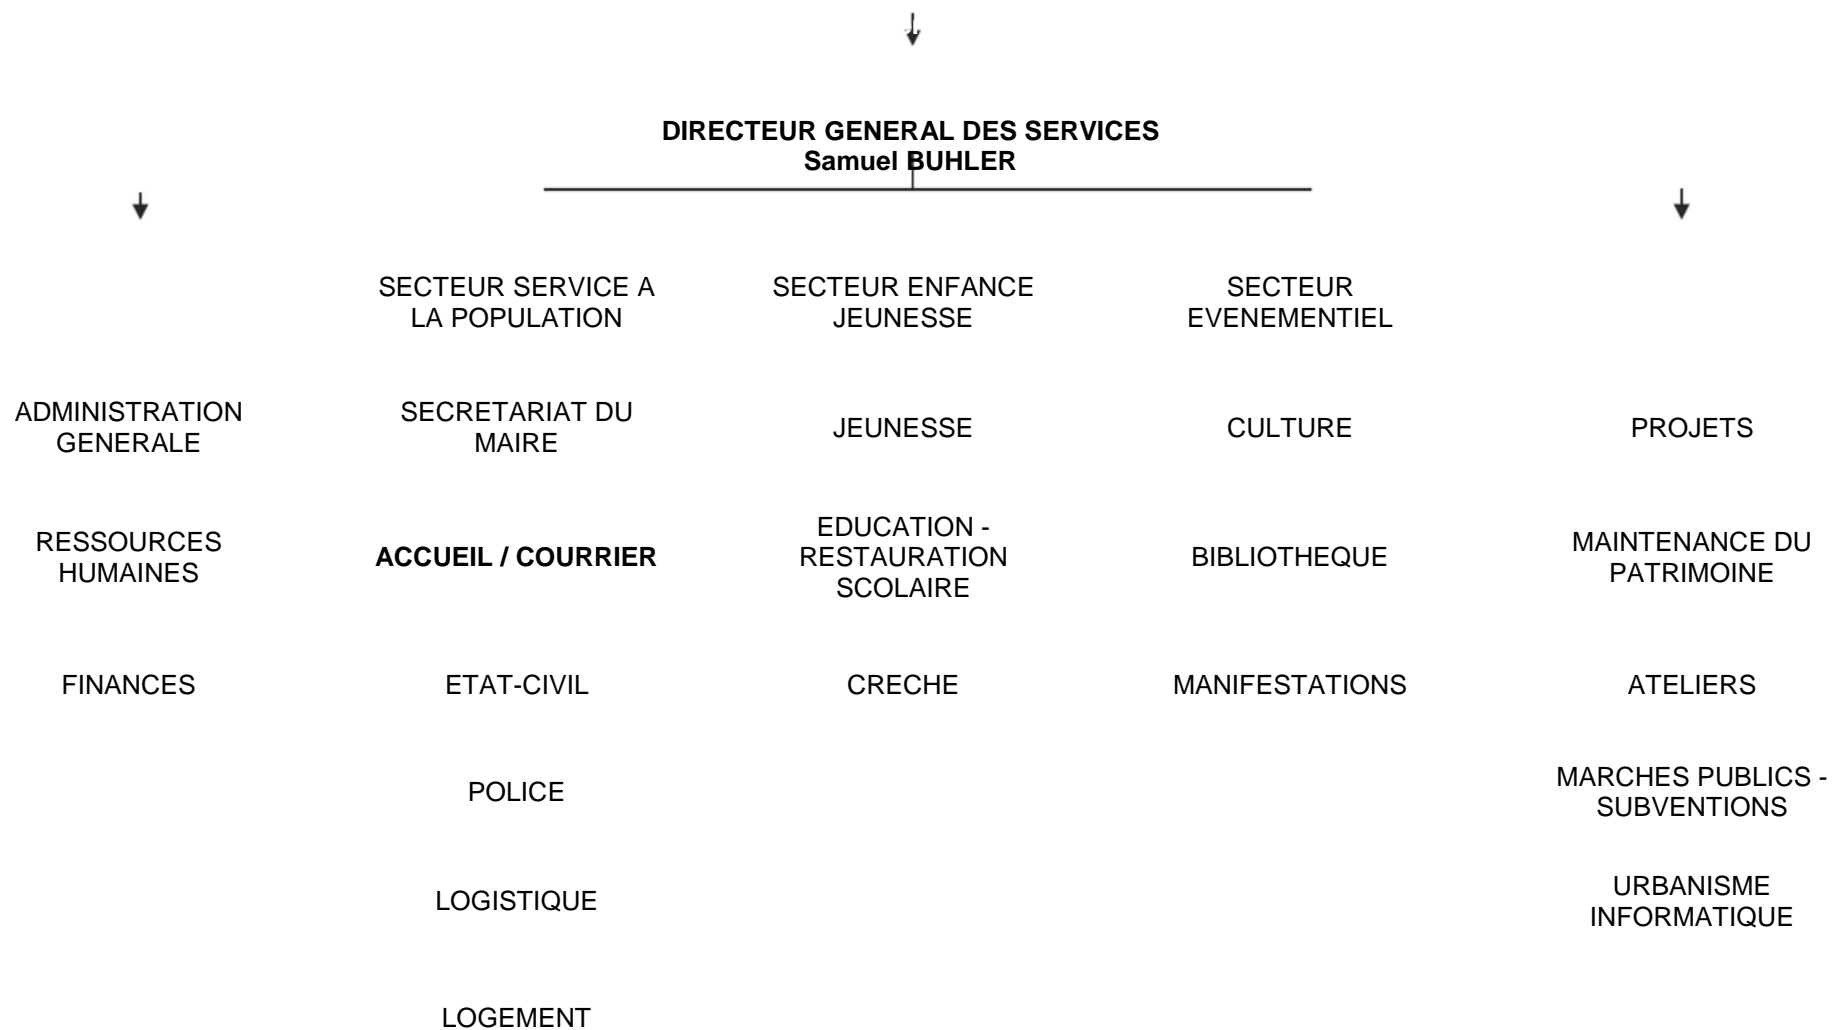 DIRECTEUR GENERAL DES SERVICES
Samuel BUHLER
SECTEUR SERVICE A
LA POPULATION
SECTEUR ENFANCE
JEUNESSE
SECTEUR
EVENEMENTIEL
ADMINISTRATION
GENERALE
SECRETARIAT DU
MAIRE
JEUNESSE
CULTURE
PROJETS
RESSOURCES
HUMAINES
ACCUEIL / COURRIER
EDUCATION -
RESTAURATION
SCOLAIRE
BIBLIOTHEQUE
MAINTENANCE DU
PATRIMOINE
FINANCES
ETAT-CIVIL
CRECHE
MANIFESTATIONS
ATELIERS
POLICE
MARCHES PUBLICS -
SUBVENTIONS
LOGISTIQUE
URBANISME
INFORMATIQUE
LOGEMENT